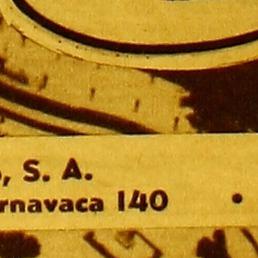 , S. A.
rnavaca 140 •